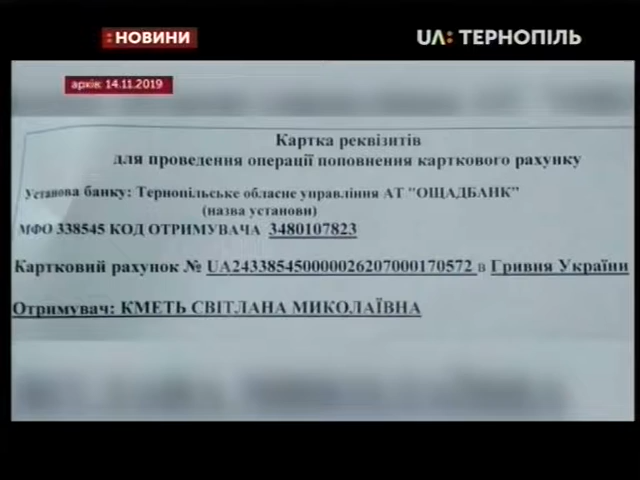 :НОВИНИ
UA: ТЕРНОПІЛЬ
архів: 14.11.2019
Картка реквізитів
для проведення операції поповнення карткового рахунку
Установа банку: Тернопільське обласне управління АТ "ОЩАДБАНК"
(назва установи)
МФО 338545 КОД ОТРИМУВАЧА 3480107823
Картковий рахунок № UA243385450000026207000170572 в Гривня України
Отримувач: КМЕТЬ СВІТЛАНА МИКОЛАЇВНА